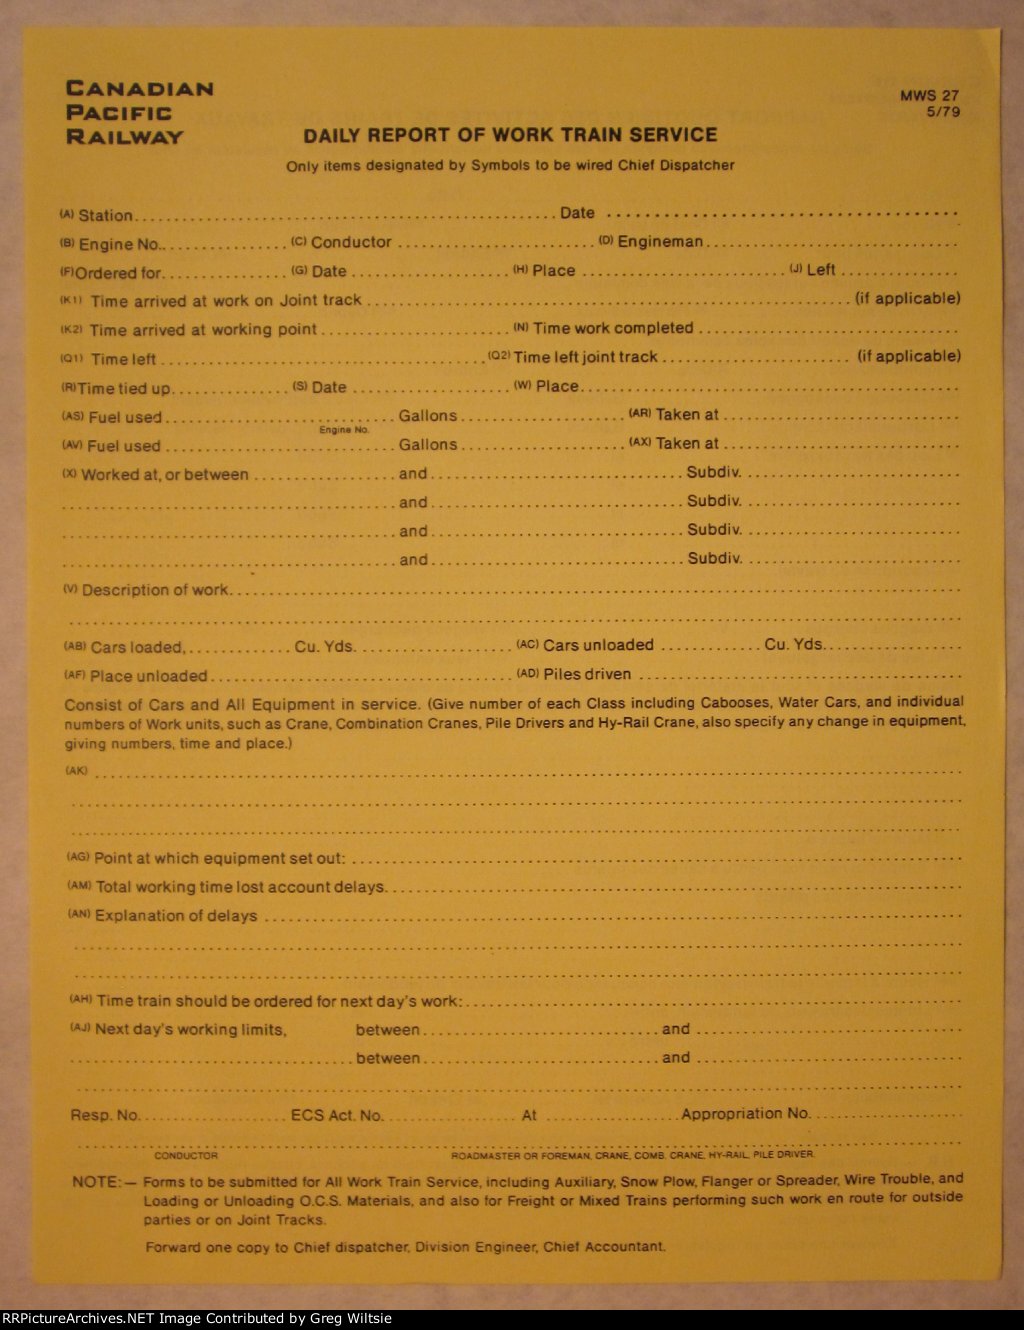 CANADIAN
PACIFIC
RAILWAY
MWS 27
5/79
DAILY REPORT OF WORK TRAIN SERVICE
Only items designated by Symbols to be wired Chief Dispatcher
(A) Station Date
(B) Engine No. (C) Conductor (D) Engineman
(F) Ordered for (G) Date (H) Place (J) Left
(K1) Time arrived at work on Joint track (if applicable)
(K2) Time arrived at working point (N) Time work completed
(Q1) Time left (Q2) Time left joint track (if applicable)
(R) Time tied up (S) Date (W) Place
(AS) Fuel used Gallons (AR) Taken at
Engine No.
(AV) Fuel used Gallons (AX) Taken at
(X) Worked at, or between and Subdiv.
and Subdiv.
and Subdiv.
and Subdiv.
(V) Description of work
(AB) Cars loaded, Cu. Yds. (AC) Cars unloaded Cu. Yds.
(AF) Place unloaded (AD) Piles driven
Consist of Cars and All Equipment in service. (Give number of each Class including Cabooses, Water Cars, and individual
numbers of Work units, such as Crane, Combination Cranes, Pile Drivers and Hy-Rail Crane, also specify any change in equipment,
giving numbers, time and place.)
(AK)
(AG) Point at which equipment set out:
(AM) Total working time lost account delays
(AN) Explanation of delays
(AH) Time train should be ordered for next day's work:
(AJ) Next day's working limits, between and
between and
Resp. No. ECS Act. No. At Appropriation No.
CONDUCTOR ROADMASTER OR FOREMAN, CRANE, COMB. CRANE, HY-RAIL, PILE DRIVER
NOTE: — Forms to be submitted for All Work Train Service, including Auxiliary, Snow Plow, Flanger or Spreader, Wire Trouble, and
Loading or Unloading O.C.S. Materials, and also for Freight or Mixed Trains performing such work en route for outside
parties or on Joint Tracks.
Forward one copy to Chief dispatcher, Division Engineer, Chief Accountant.
RRPictureArchives.NET Image Contributed by Greg Wiltsie